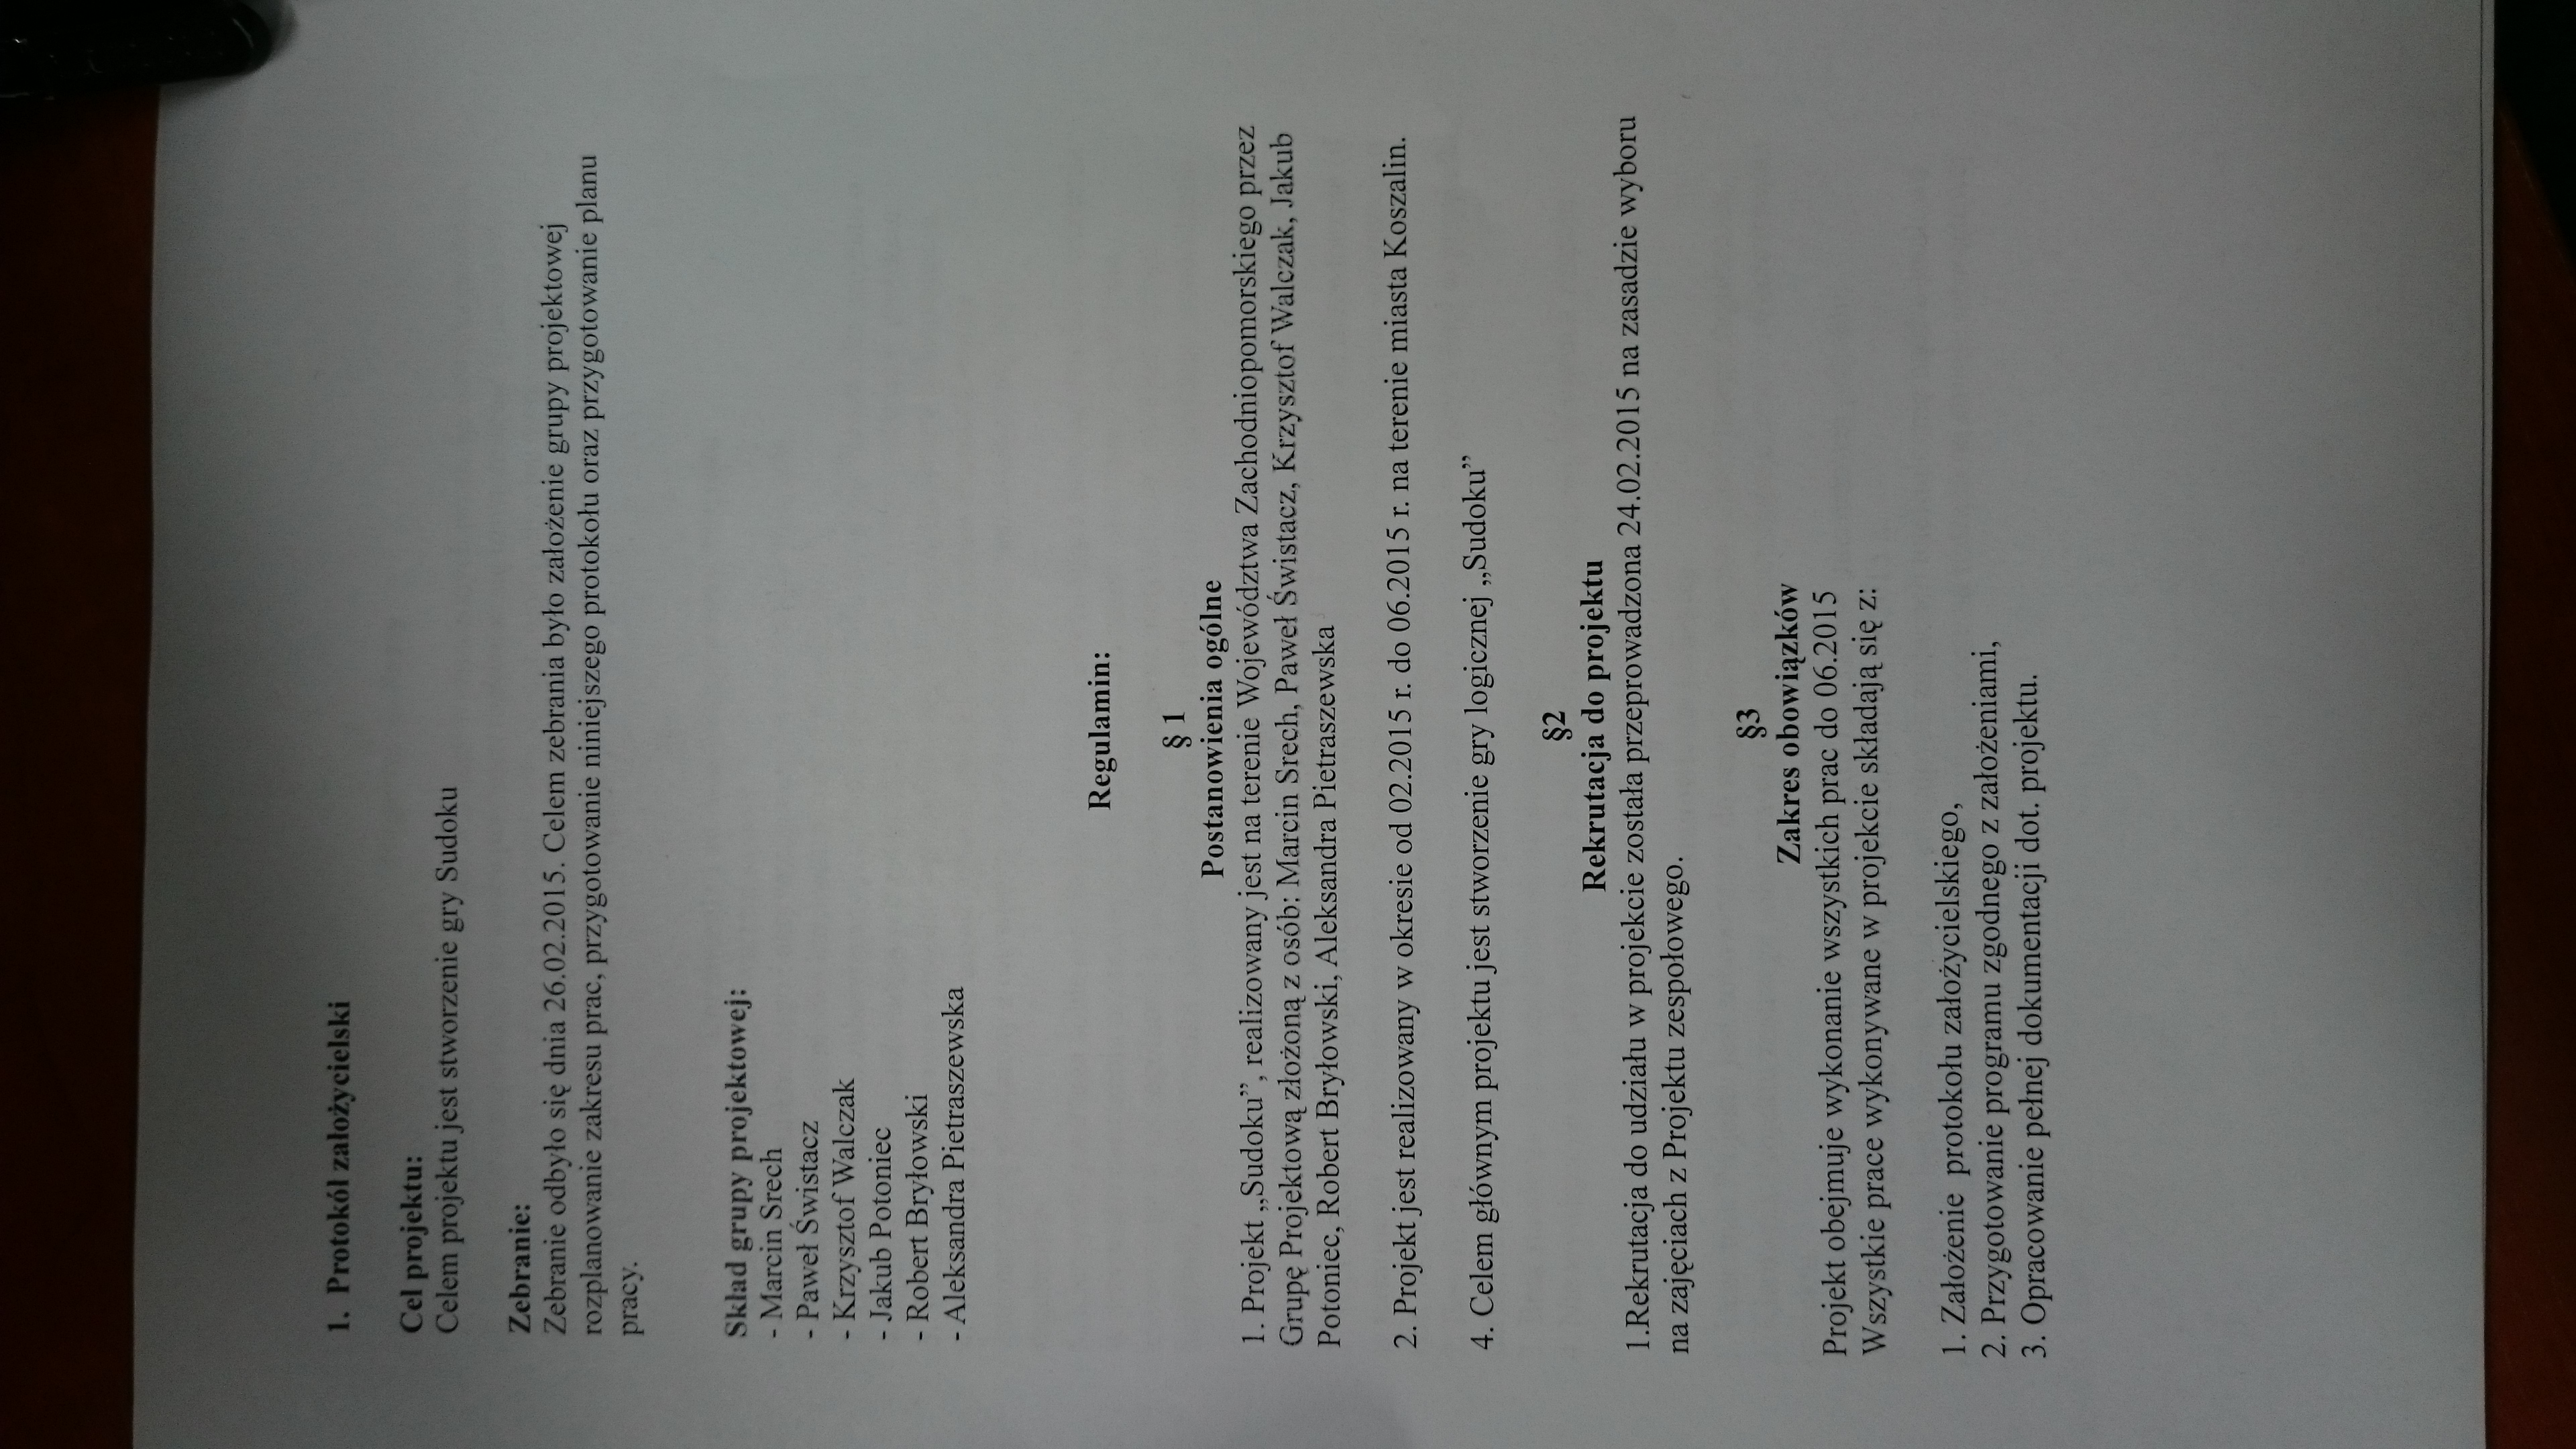 1. Protokół założycielski
Cel projektu:
Celem projektu jest stworzenie gry Sudoku
Zebranie:
Zebranie odbyło się dnia 26.02.2015. Celem zebrania było założenie grupy projektowej
rozplanowanie zakresu prac, przygotowanie niniejszego protokołu oraz przygotowanie planu
pracy.
Skład grupy projektowej:
- Marcin Srech
- Paweł Świstacz
- Krzysztof Walczak
- Jakub Potoniec
- Robert Bryłowski
- Aleksandra Pietraszewska
Regulamin:
§ 1
Postanowienia ogólne
1. Projekt „Sudoku”, realizowany jest na terenie Województwa Zachodniopomorskiego przez
Grupę Projektową złożoną z osób: Marcin Srech, Paweł Świstacz, Krzysztof Walczak, Jakub
Potoniec, Robert Bryłowski, Aleksandra Pietraszewska
2. Projekt jest realizowany w okresie od 02.2015 r. do 06.2015 r. na terenie miasta Koszalin.
4. Celem głównym projektu jest stworzenie gry logicznej „Sudoku”
§2
Rekrutacja do projektu
1.Rekrutacja do udziału w projekcie została przeprowadzona 24.02.2015 na zasadzie wyboru
na zajęciach z Projektu zespołowego.
§3
Zakres obowiązków
Projekt obejmuje wykonanie wszystkich prac do 06.2015
Wszystkie prace wykonywane w projekcie składają się z:
1. Założenie protokołu założycielskiego,
2. Przygotowanie programu zgodnego z założeniami,
3. Opracowanie pełnej dokumentacji dot. projektu.